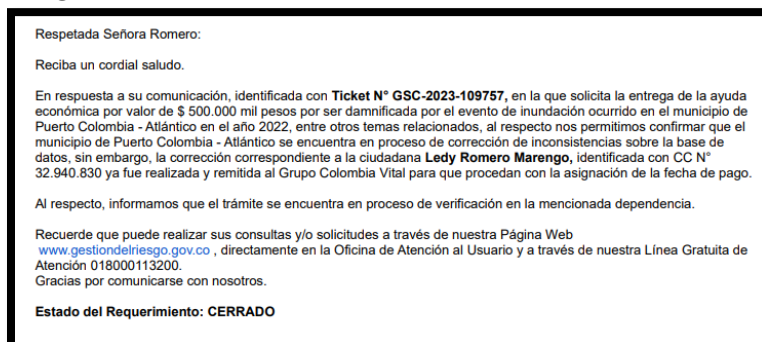 Respetada Señora Romero:
Reciba un cordial saludo.
En respuesta a su comunicación, identificada con Ticket N° GSC-2023-109757, en la que solicita la entrega de la ayuda
económica por valor de $ 500.000 mil pesos por ser damnificada por el evento de inundación ocurrido en el municipio de
Puerto Colombia - Atlántico en el año 2022, entre otros temas relacionados, al respecto nos permitimos confirmar que el
municipio de Puerto Colombia - Atlántico se encuentra en proceso de corrección de inconsistencias sobre la base de
datos, sin embargo, la corrección correspondiente a la ciudadana Ledy Romero Marengo, identificada con CC N°
32.940.830 ya fue realizada y remitida al Grupo Colombia Vital para que procedan con la asignación de la fecha de pago.
Al respecto, informamos que el trámite se encuentra en proceso de verificación en la mencionada dependencia.
Recuerde que puede realizar sus consultas y/o solicitudes a través de nuestra Página Web
www.gestiondelriesgo.gov.co , directamente en la Oficina de Atención al Usuario y a través de nuestra Línea Gratuita de
Atención 018000113200.
Gracias por comunicarse con nosotros.
Estado del Requerimiento: CERRADO